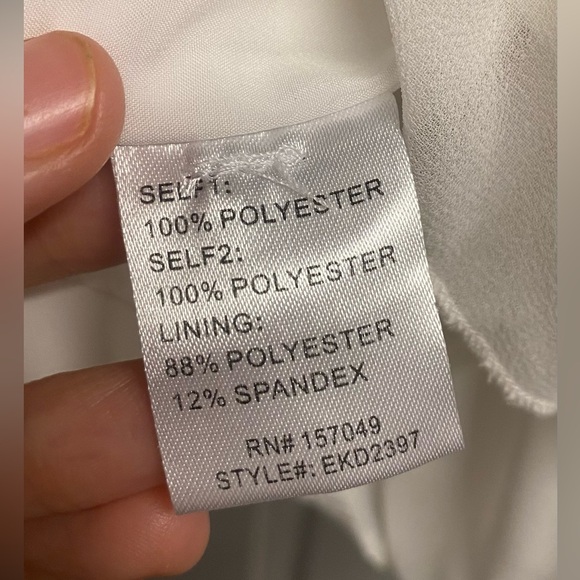 SELF1:
100% POLYESTER
SELF2:
100% POLYESTER
LINING:
88% POLYESTER
12% SPANDEX
RN# 157049
STYLE#: EKD2397